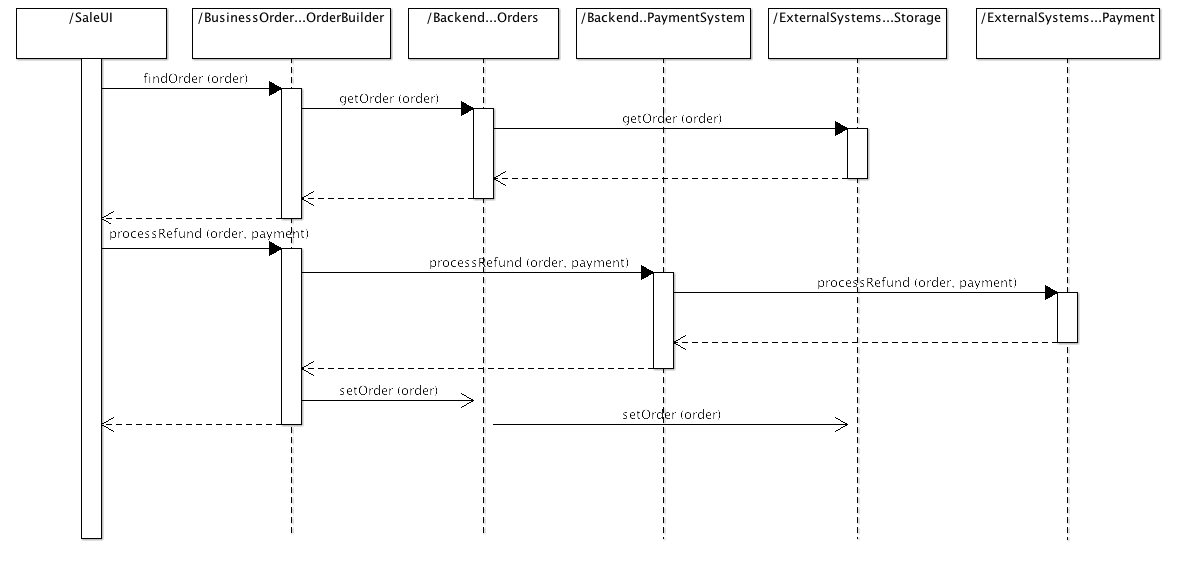 /SaleUI
/BusinessOrder...OrderBuilder
/Backend...Orders
/Backend..PaymentSystem
/ExternalSystems...Storage
/ExternalSystems...Payment
findOrder (order)
getOrder (order)
getOrder (order)
processRefund (order, payment)
processRefund (order, payment)
processRefund (order, payment)
setOrder (order)
setOrder (order)